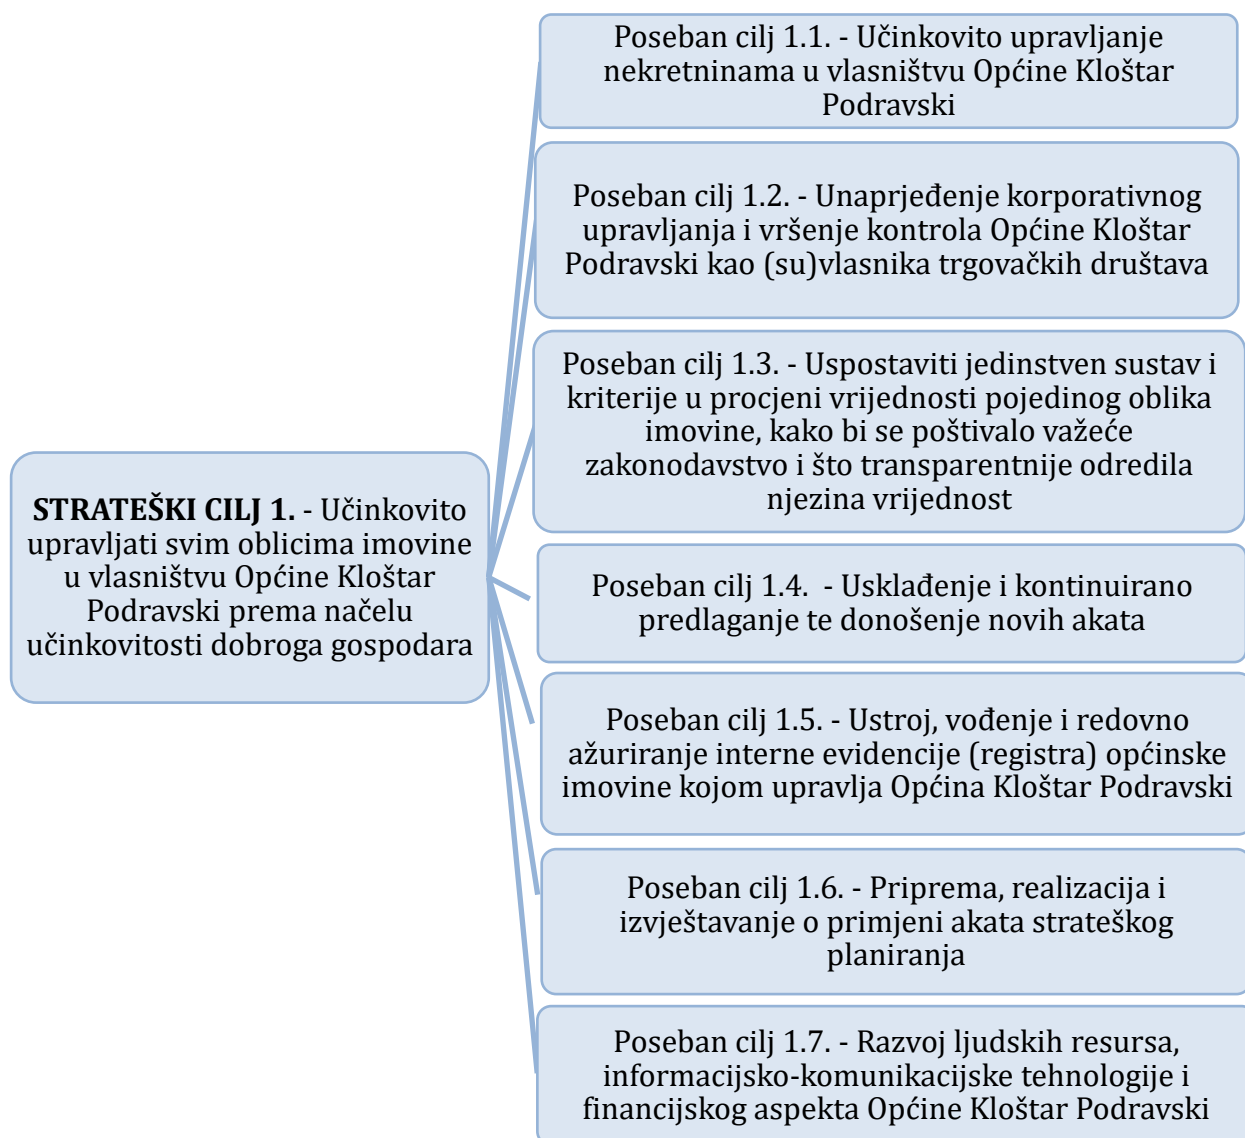 STRATEŠKI CILJ 1. - Učinkovito
upravljati svim oblicima imovine
u vlasništvu Općine Kloštar
Podravski prema načelu
učinkovitosti dobroga gospodara
Poseban cilj 1.1. - Učinkovito upravljanje
nekretninama u vlasništvu Općine Kloštar
Podravski
Poseban cilj 1.2. - Unaprjeđenje korporativnog
upravljanja i vršenje kontrola Općine Kloštar
Podravski kao (su)vlasnika trgovačkih društava
Poseban cilj 1.3. - Uspostaviti jedinstven sustav i
kriterije u procjeni vrijednosti pojedinog oblika
imovine, kako bi se poštivalo važeće
zakonodavstvo i što transparentnije odredila
njezina vrijednost
Poseban cilj 1.4.  - Usklađenje i kontinuirano
predlaganje te donošenje novih akata
Poseban cilj 1.5. - Ustroj, vođenje i redovno
ažuriranje interne evidencije (registra) općinske
imovine kojom upravlja Općina Kloštar Podravski
Poseban cilj 1.6. - Priprema, realizacija i
izvještavanje o primjeni akata strateškog
planiranja
Poseban cilj 1.7. - Razvoj ljudskih resursa,
informacijsko-komunikacijske tehnologije i
financijskog aspekta Općine Kloštar Podravski